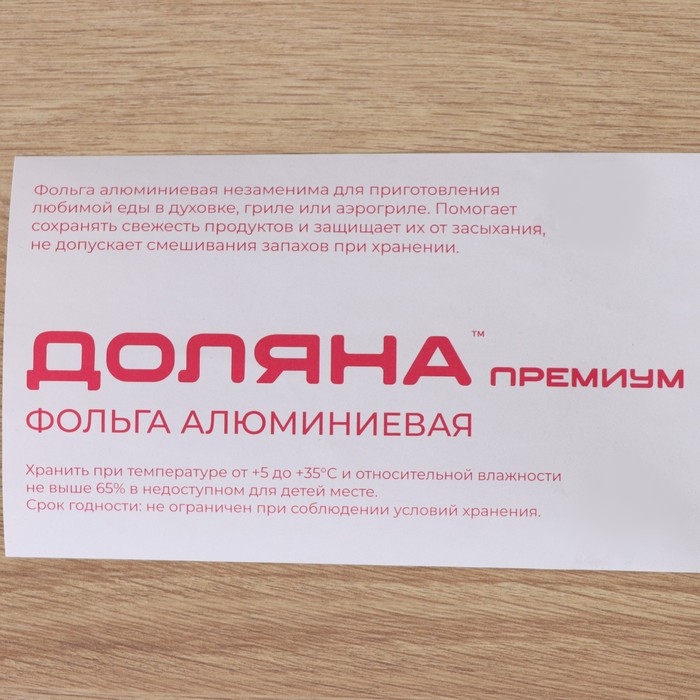 Фольга алюминиевая незаменима для приготовления
любимой еды в духовке, гриле или аэрогриле. Помогает
сохранять свежесть продуктов и защищает их от засыхания,
не допускает смешивания запахов при хранении.
ДОЛЯНА™ ПРЕМИУМ
ФОЛЬГА АЛЮМИНИЕВАЯ
Хранить при температуре от +5 до +35°С и относительной влажности
не выше 65% в недоступном для детей месте.
Срок годности: не ограничен при соблюдении условий хранения.